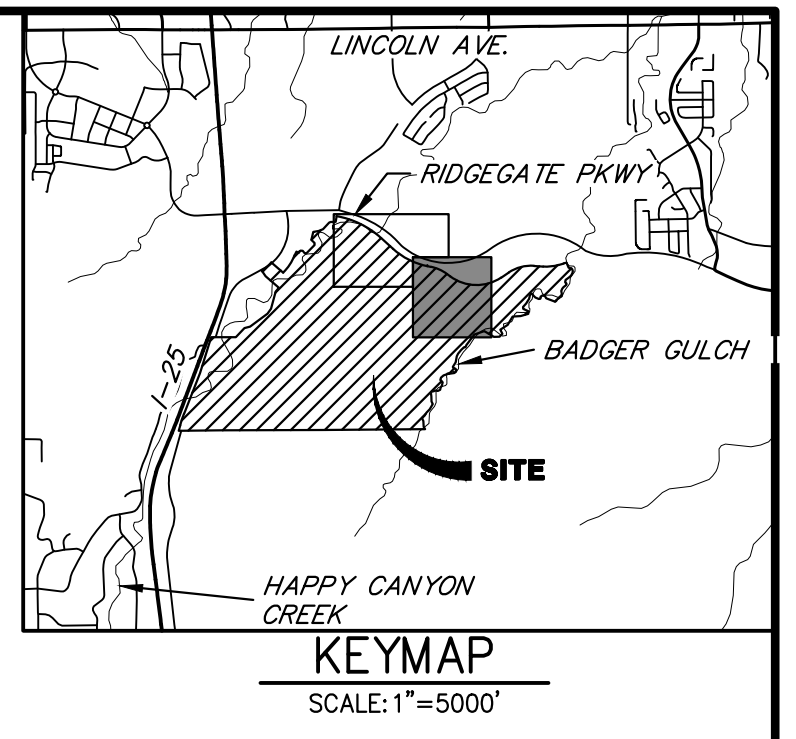 LINCOLN AVE.
RIDGEGATE PKWY
BADGER GULCH
I-25
SITE
HAPPY CANYON
CREEK
KEYMAP
SCALE: 1"=5000'